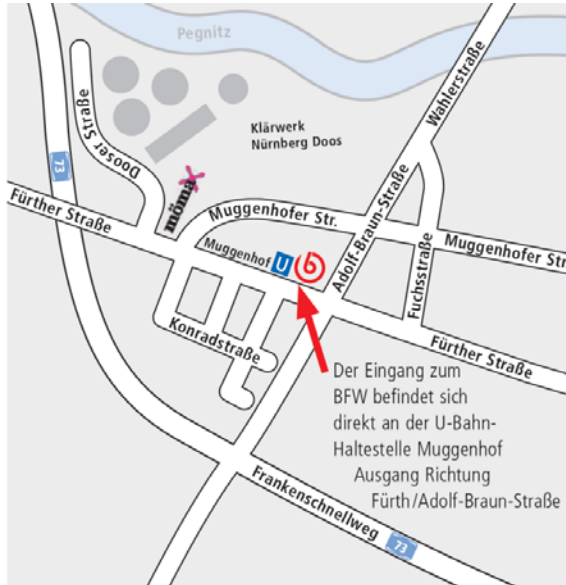 Pegnitz
Wahlerstraße
Klärwerk
Nürnberg Doos
Dooser Straße
73
mömax
Fürther Straße
Muggenhofer Str.
Adolf-Braun-Straße
Muggenhofer Str
Muggenhof
U
Fuchsstraße
Konradstraße
Fürther Straße
Der Eingang zum
BFW befindet sich
direkt an der U-Bahn-
Haltestelle Muggenhof
Ausgang Richtung
Fürth/Adolf-Braun-Straße
Frankenschnellweg
73